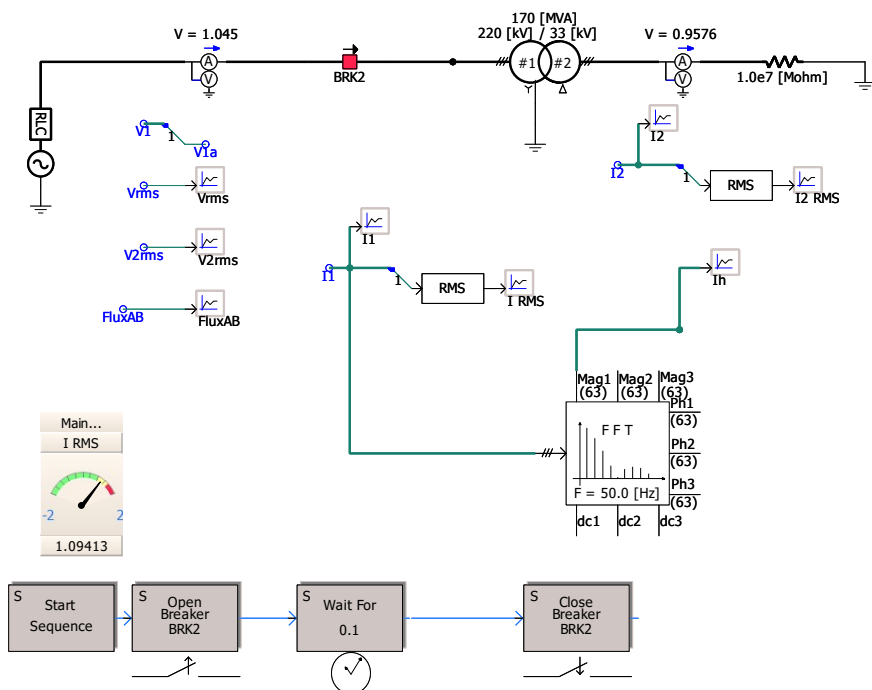 170 [MVA]
220 [kV] / 33 [kV]
V = 1.045
V = 0.9576
A
V
BRK2
#1
#2
A
V
1.0e7 [Mohm]
RLC
V1
1
V1a
Vrms
Vrms
V2rms
V2rms
FluxAB
FluxAB
I2
I2
1
RMS
I2 RMS
I1
I1
1
RMS
I RMS
Ih
Mag1
(63)
Mag2
(63)
Mag3
(63)
Ph1
(63)
Ph2
(63)
Ph3
(63)
F F T
F = 50.0 [Hz]
dc1
dc2
dc3
Main...
I RMS
-2
2
1.09413
S
Start
Sequence
S
Open
Breaker
BRK2
S
Wait For
0.1
S
Close
Breaker
BRK2